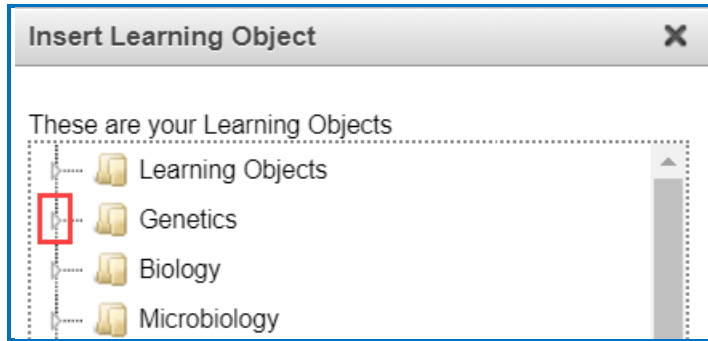 Insert Learning Object
These are your Learning Objects
Learning Objects
Genetics
Biology
Microbiology